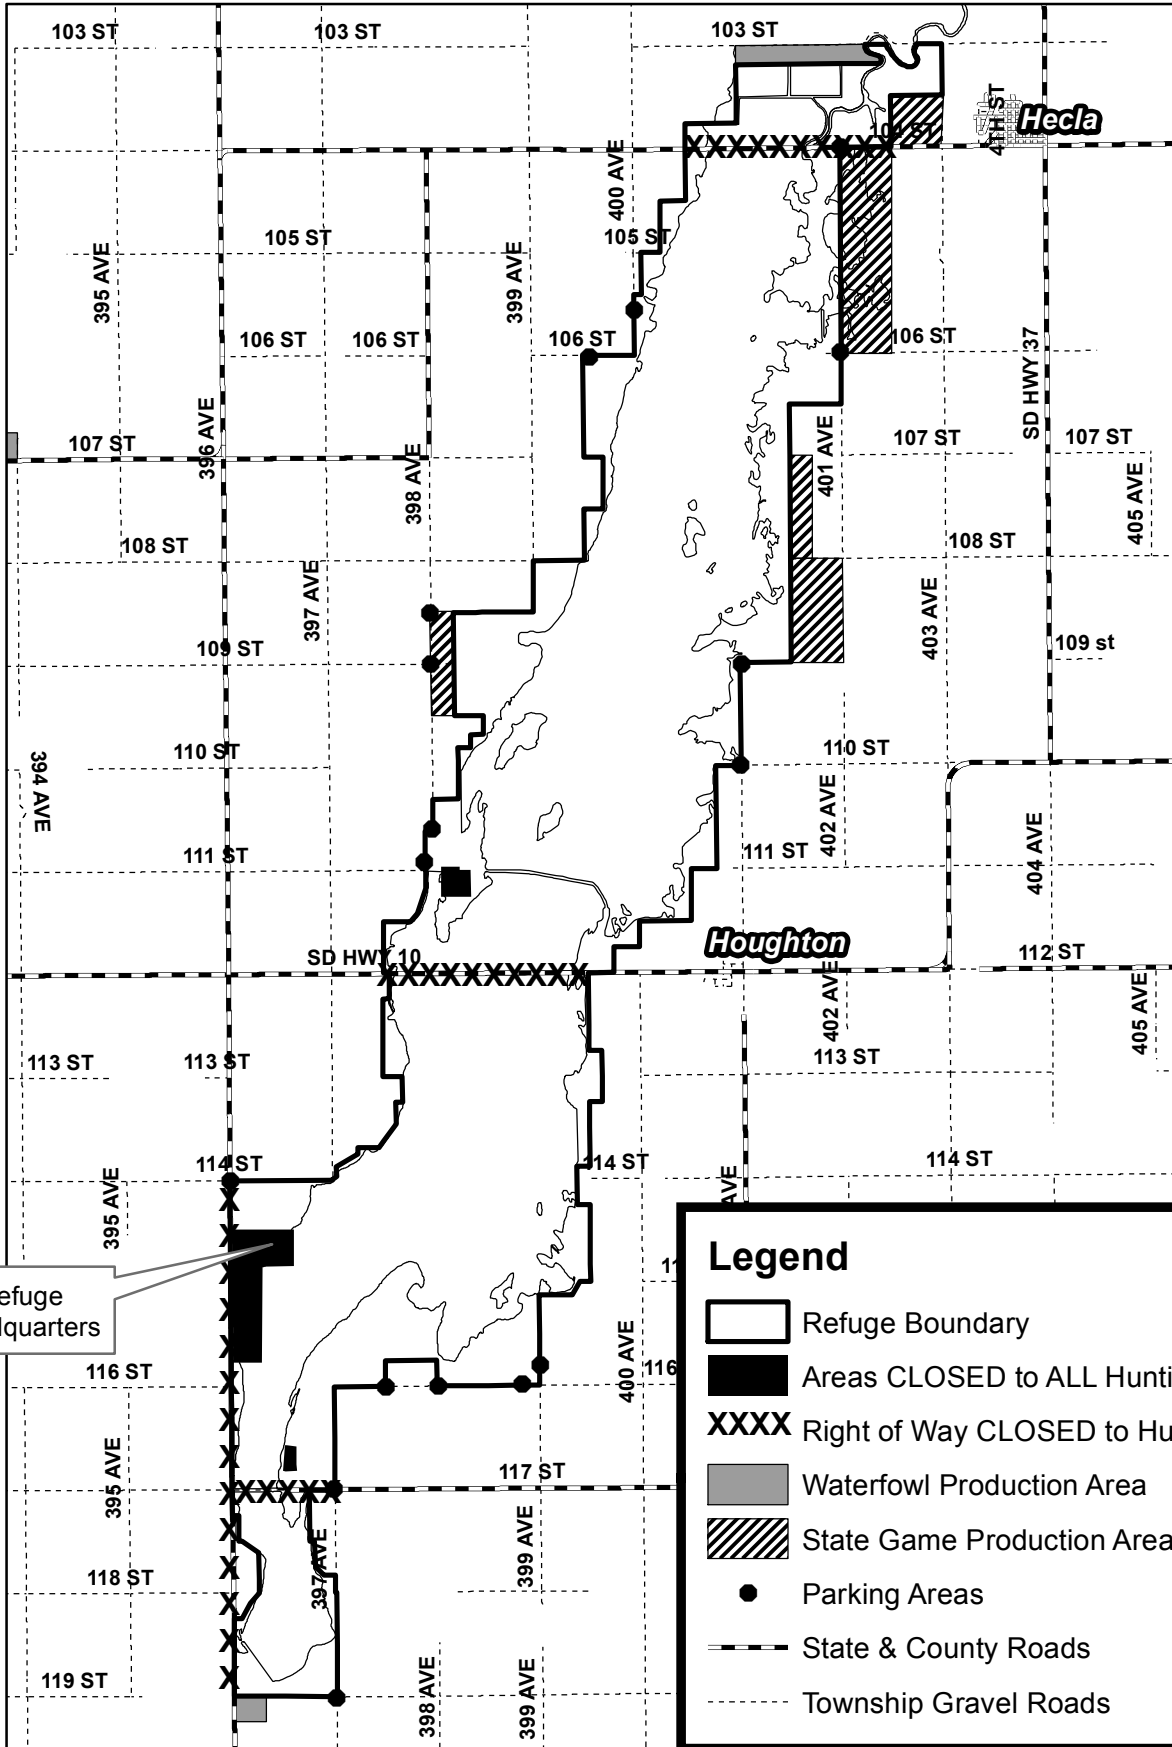 103 ST
103 ST
103 ST
4TH ST
Hecla
104 ST
400 AVE
105 ST
105 ST
395 AVE
399 AVE
106 ST
106 ST
106 ST
106 ST
SD HWY 37
396 AVE
107 ST
398 AVE
401 AVE
107 ST
107 ST
405 AVE
108 ST
108 ST
397 AVE
403 AVE
109 ST
109 st
110 ST
110 ST
394 AVE
402 AVE
111 ST
111 ST
404 AVE
Houghton
SD HWY 10
112 ST
402 AVE
405 AVE
113 ST
113 ST
113 ST
114 ST
114 ST
114 ST
395 AVE
AVE
efuge
dquarters
116 ST
400 AVE
116
395 AVE
117 ST
397 AVE
399 AVE
118 ST
119 ST
398 AVE
399 AVE
Legend
Refuge Boundary
Areas CLOSED to ALL Hunti
XXXX Right of Way CLOSED to Hu
Waterfowl Production Area
State Game Production Area
Parking Areas
State & County Roads
Township Gravel Roads